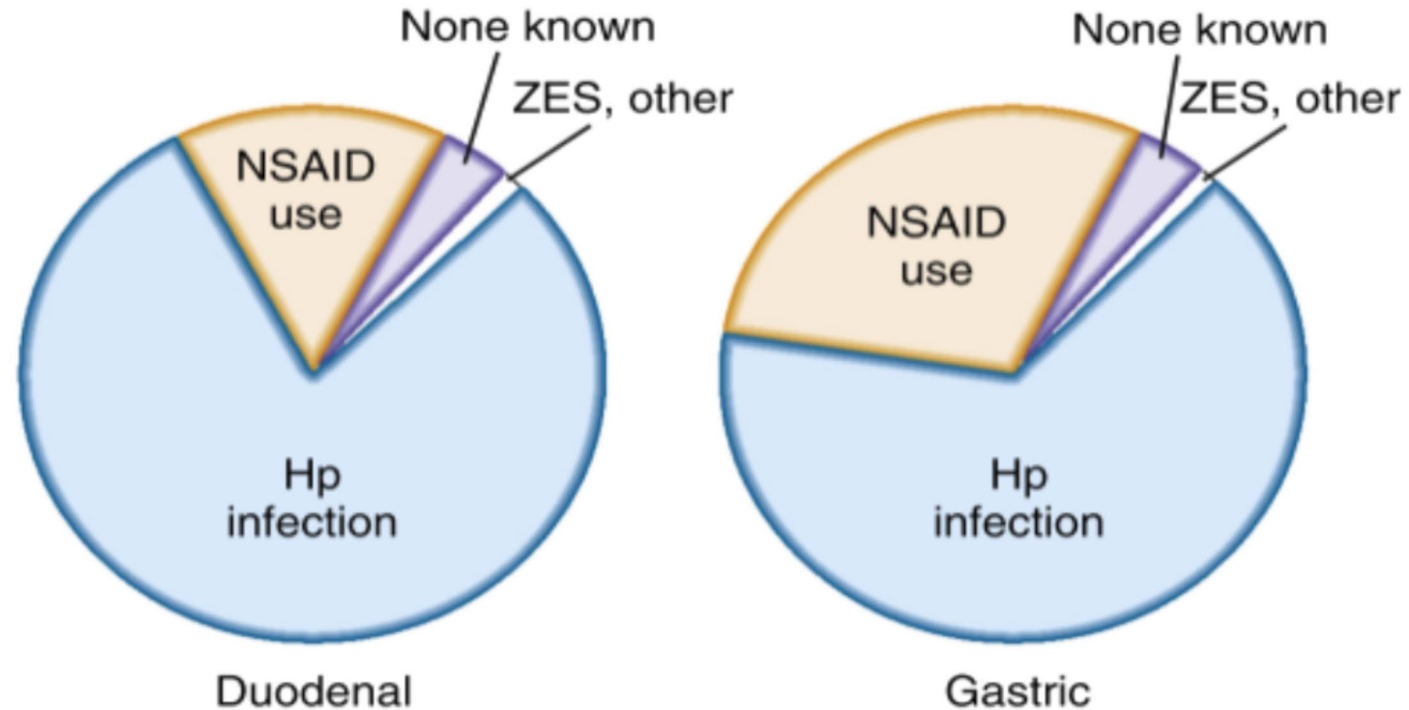 None known
ZES, other
NSAID
use
Hp
infection
Duodenal
None known
ZES, other
NSAID
use
Hp
infection
Gastric